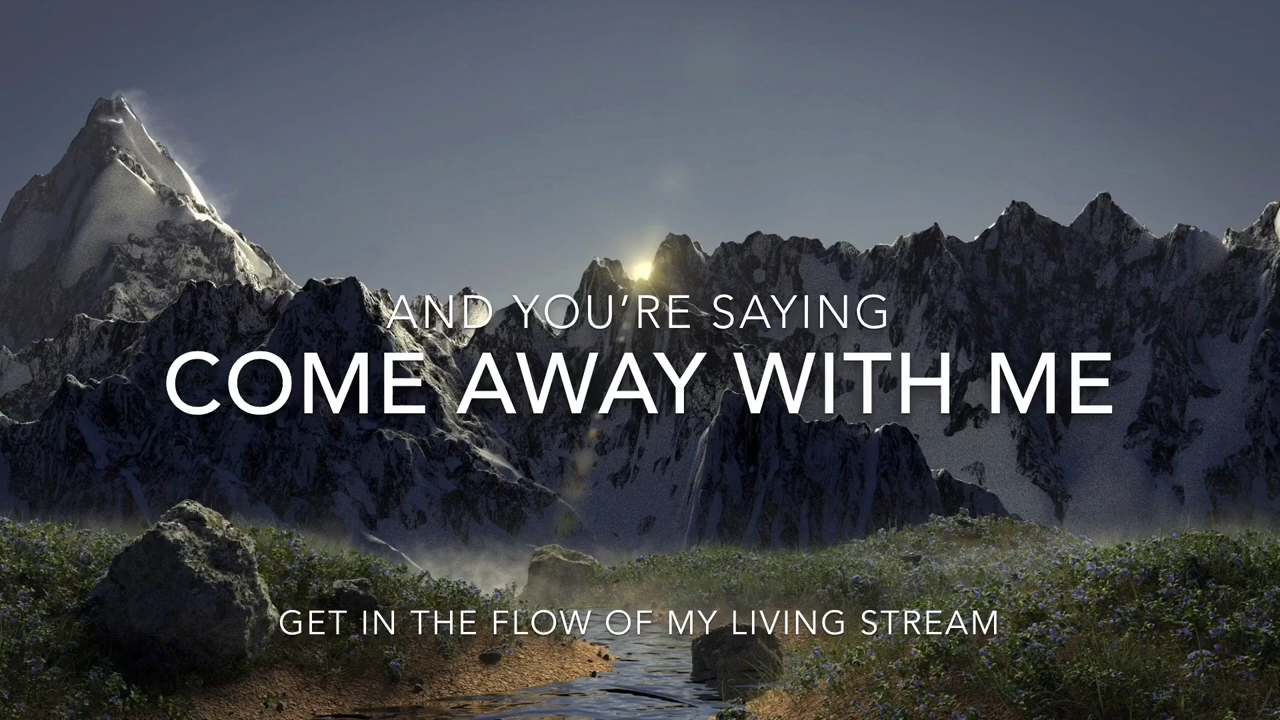 AND YOU’RE SAYING
COME AWAY WITH ME
GET IN THE FLOW OF MY LIVING STREAM